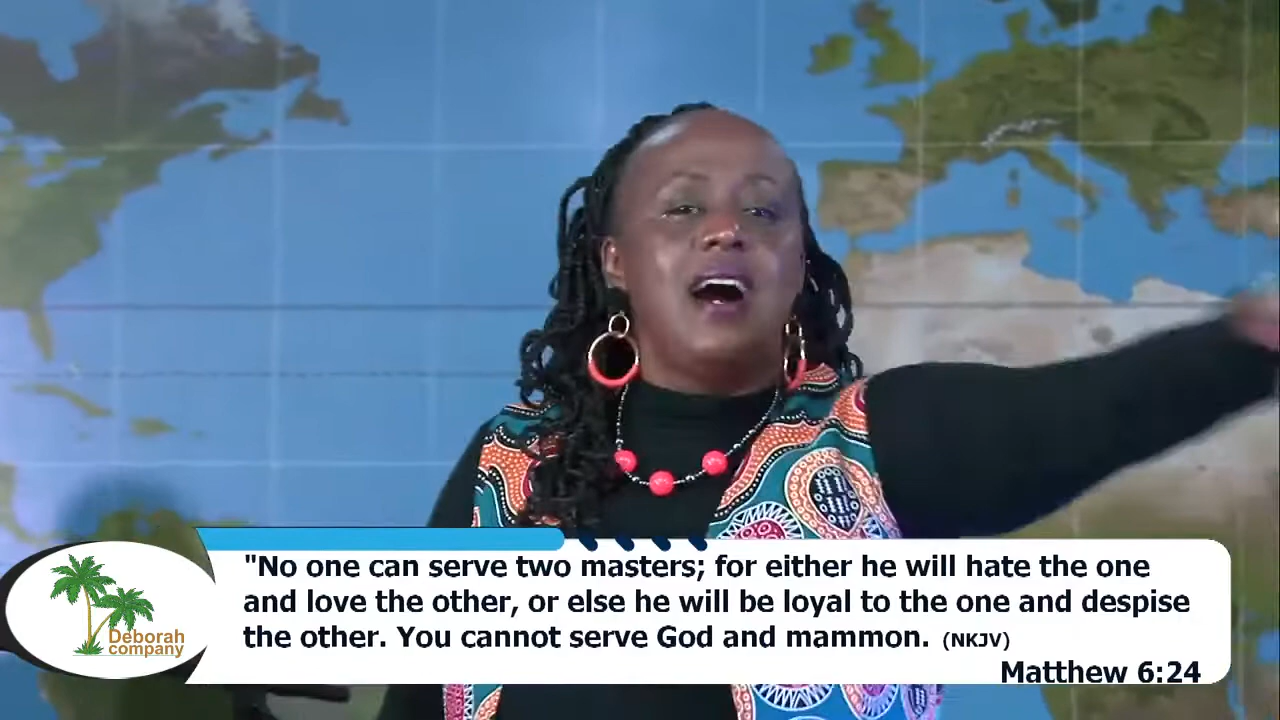 "No one can serve two masters; for either he will hate the one
and love the other, or else he will be loyal to the one and despise
the other. You cannot serve God and mammon. (NKJV)
Matthew 6:24
Deborah
company